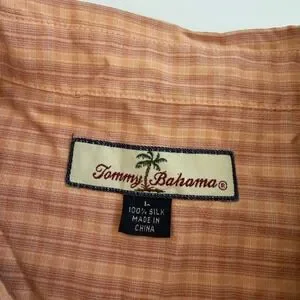 Tommy Bahama®
L
100% SILK
MADE IN
CHINA